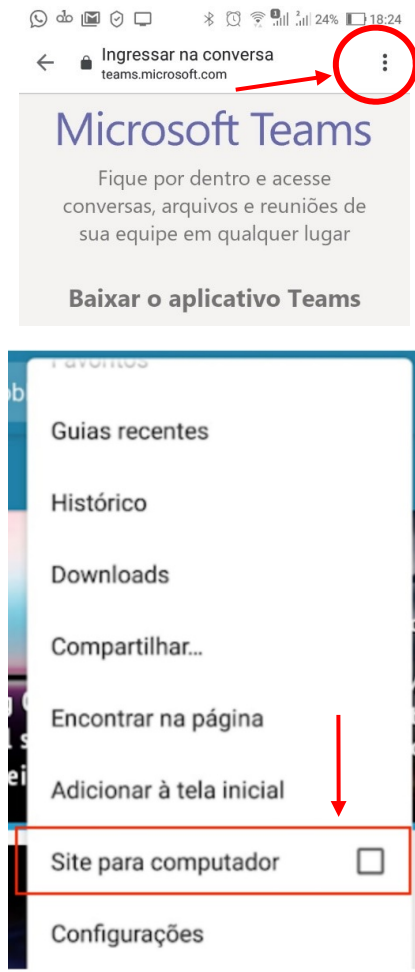 24% 18:24
Ingressar na conversa
teams.microsoft.com
Microsoft Teams
Fique por dentro e acesse
conversas, arquivos e reuniões de
sua equipe em qualquer lugar
Baixar o aplicativo Teams
Favoritos
ob
Guias recentes
Histórico
Downloads
Compartilhar...
Encontrar na página
Adicionar à tela inicial
Site para computador
Configurações